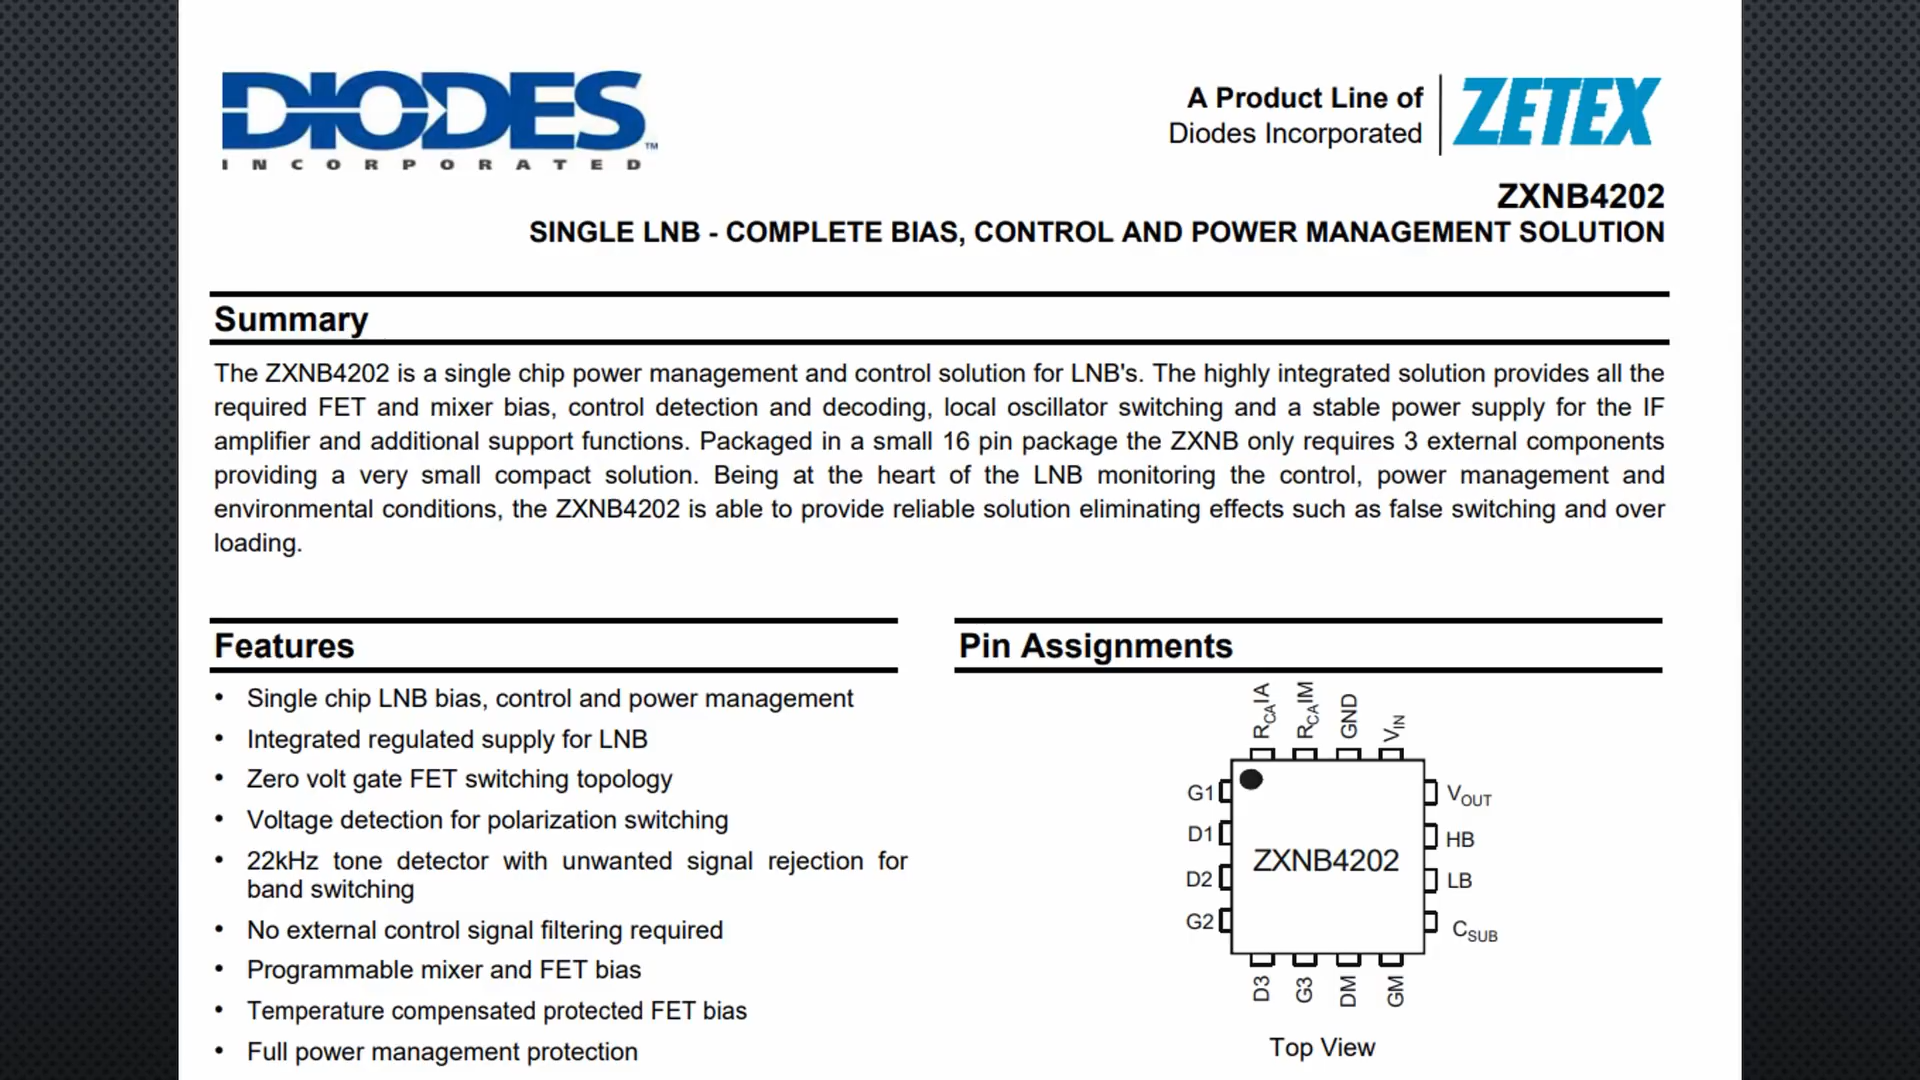 DIODES
INCORPORATED
TM
A Product Line of
Diodes Incorporated
ZETEX
ZXNB4202
SINGLE LNB - COMPLETE BIAS, CONTROL AND POWER MANAGEMENT SOLUTION
Summary
The ZXNB4202 is a single chip power management and control solution for LNB's. The highly integrated solution provides all the
required FET and mixer bias, control detection and decoding, local oscillator switching and a stable power supply for the IF
amplifier and additional support functions. Packaged in a small 16 pin package the ZXNB only requires 3 external components
providing a very small compact solution. Being at the heart of the LNB monitoring the control, power management and
environmental conditions, the ZXNB4202 is able to provide reliable solution eliminating effects such as false switching and over
loading.
Features
• Single chip LNB bias, control and power management
• Integrated regulated supply for LNB
• Zero volt gate FET switching topology
• Voltage detection for polarization switching
• 22kHz tone detector with unwanted signal rejection for
band switching
• No external control signal filtering required
• Programmable mixer and FET bias
• Temperature compensated protected FET bias
• Full power management protection
Pin Assignments
RCALA
RCALM
GND
VIN
G1
D1
D2
G2
ZXNB4202
VOUT
HB
LB
CSUB
D3
G3
DM
GM
Top View